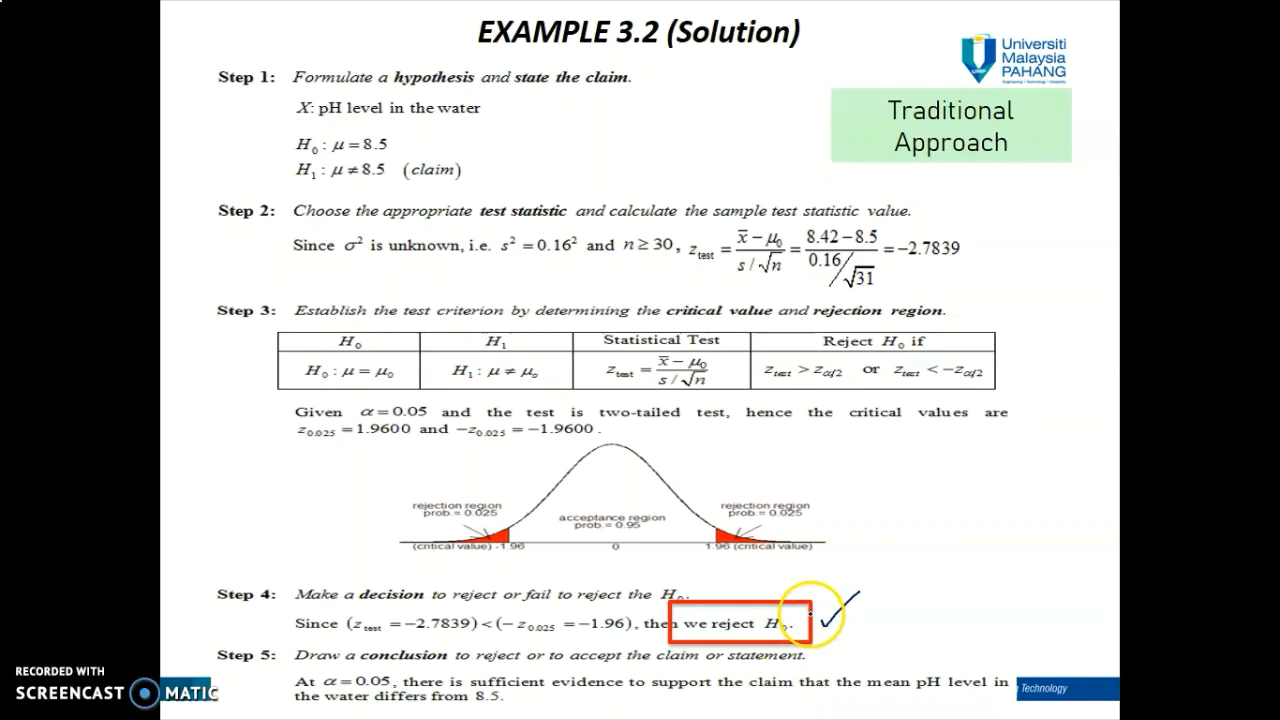 EXAMPLE 3.2 (Solution)
Universiti
Malaysia
PAHANG
Traditional
Approach
Step 1: Formulate a hypothesis and state the claim.
X: pH level in the water
H₀ : μ = 8.5
H₁ : μ ≠ 8.5 (claim)
Step 2: Choose the appropriate test statistic and calculate the sample test statistic value.
Since σ² is unknown, i.e. s² = 0.16² and n ≥ 30, z_test = (x̄ − μ₀)/(s/√n) = (8.42 − 8.5)/(0.16/√31) = −2.7839
Step 3: Establish the test criterion by determining the critical value and rejection region.
H₀ H₁ Statistical Test Reject H₀ if
H₀ : μ = μ₀ H₁ : μ ≠ μ₀ z_test = (x̄ − μ₀)/(s/√n) z_test > z_α/2 or z_test < −z_α/2
Given α = 0.05 and the test is two-tailed test, hence the critical values are
z₀.₀₂₅ = 1.9600 and −z₀.₀₂₅ = −1.9600.
rejection region
prob.= 0.025
acceptance region
prob.= 0.95
rejection region
prob.= 0.025
(critical value) -1.96 0 1.96 (critical value)
Step 4: Make a decision to reject or fail to reject the H₀.
Since (z_test = −2.7839) < (−z₀.₀₂₅ = −1.96), then we reject H₀.
Step 5: Draw a conclusion to reject or to accept the claim or statement.
At α = 0.05, there is sufficient evidence to support the claim that the mean pH level in
the water differs from 8.5.
Technology
RECORDED WITH
SCREENCAST MATIC